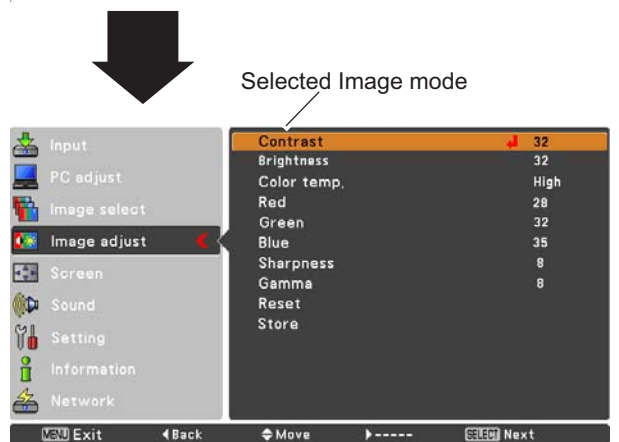 Selected Image mode
Input
PC adjust
Image select
Image adjust
Screen
Sound
Setting
Information
Network
Contrast 32
Brightness 32
Color temp. High
Red 28
Green 32
Blue 35
Sharpness 8
Gamma 8
Reset
Store
MENU Exit Back Move ----- SELECT Next